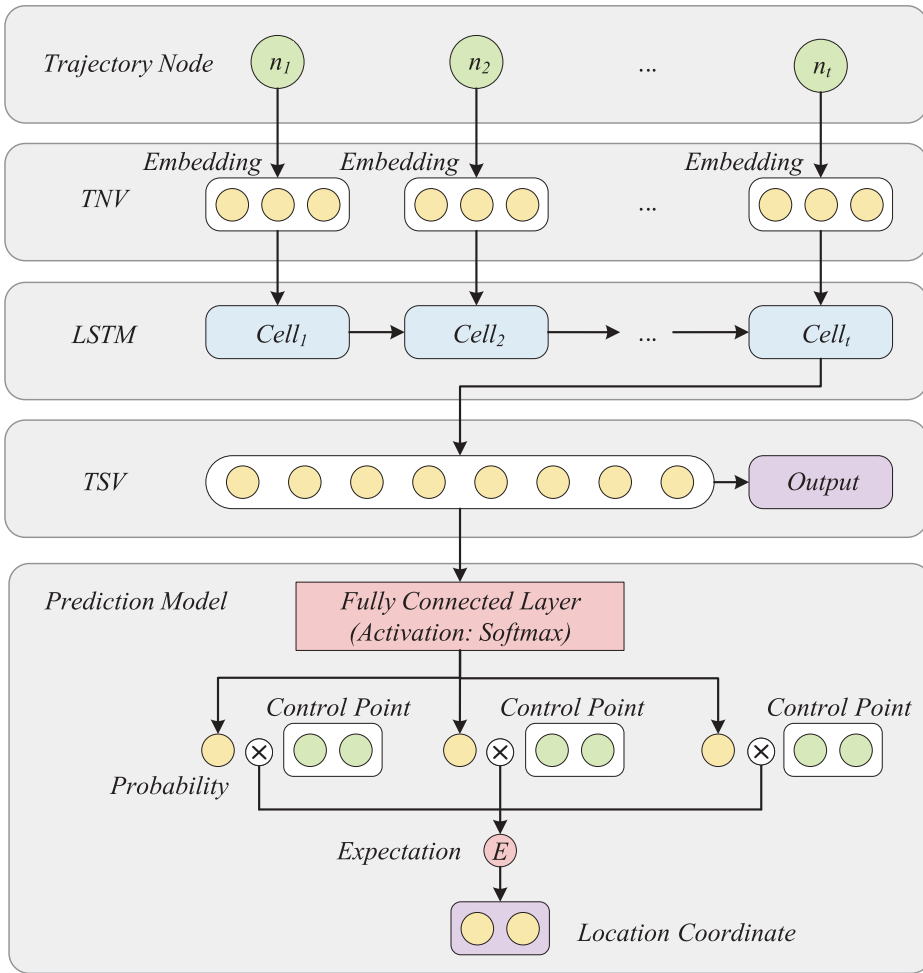 Trajectory Node n1 n2 ... nt
Embedding Embedding Embedding
TNV ...
LSTM Cell1 Cell2 ... Cellt
TSV Output
Prediction Model Fully Connected Layer
(Activation: Softmax)
Control Point Control Point Control Point
Probability
Expectation E
Location Coordinate